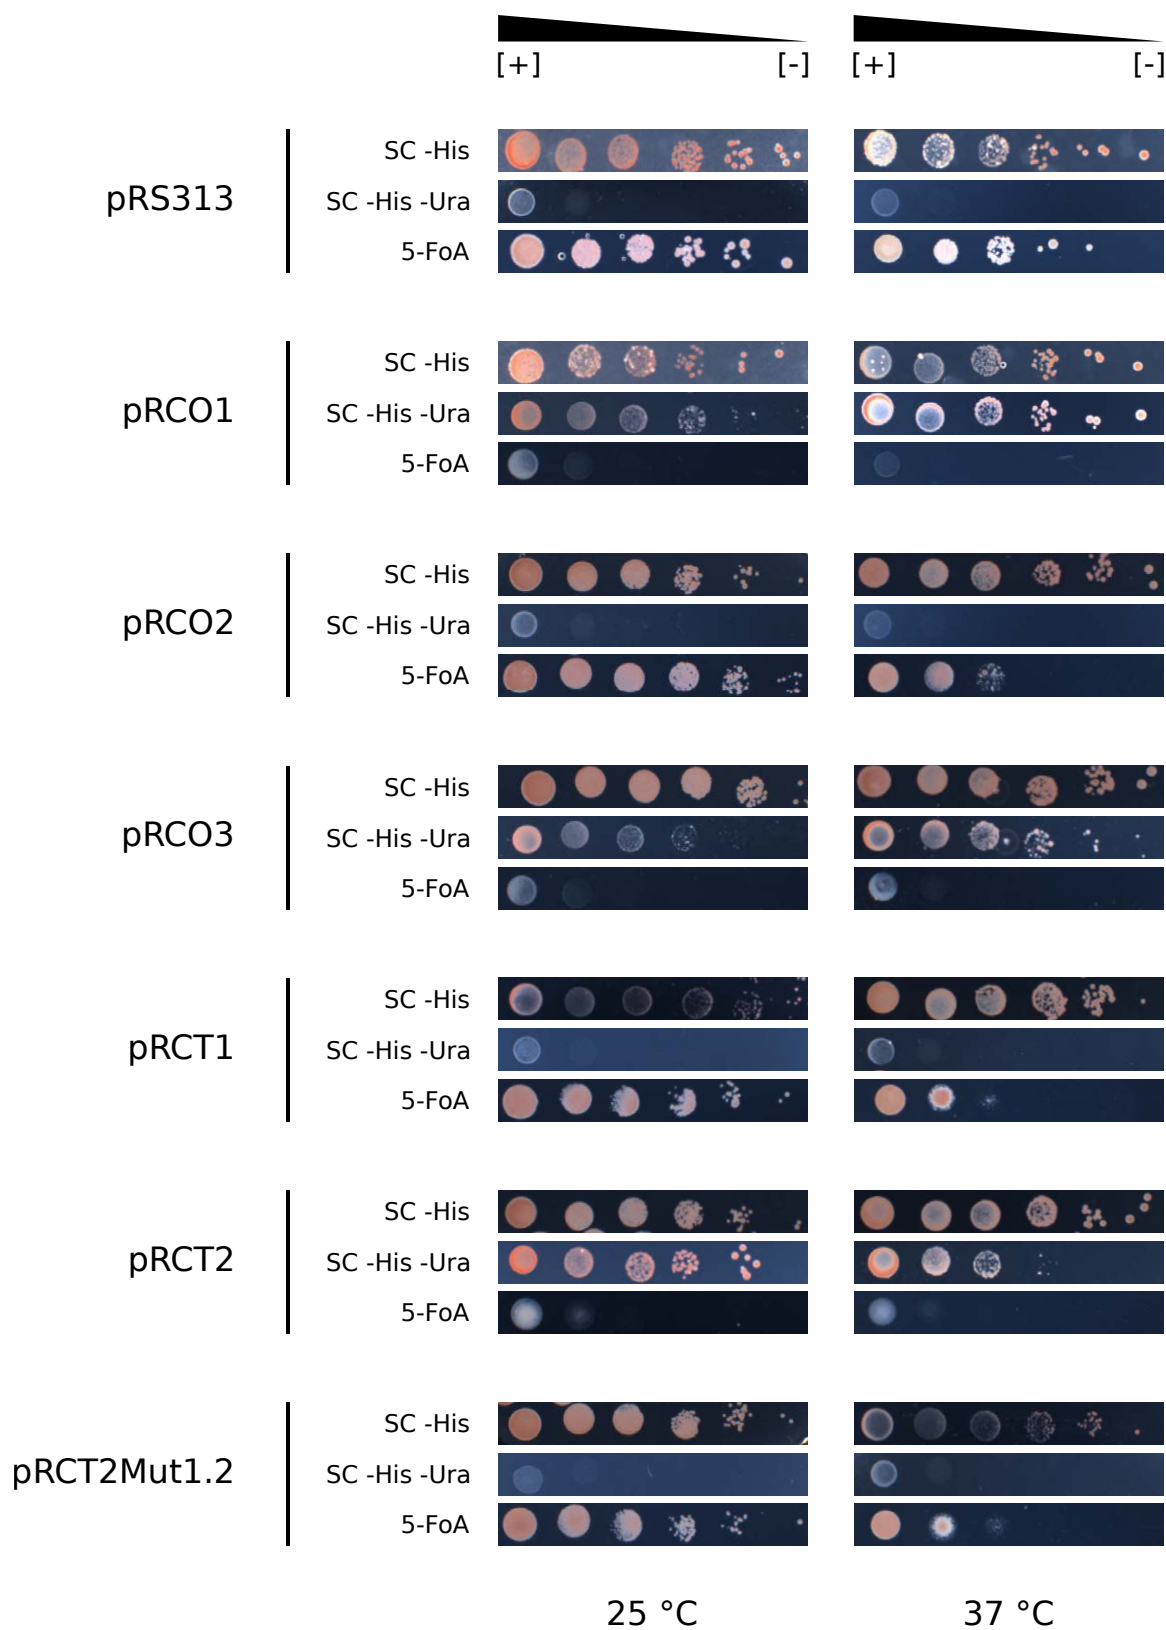 [+] [-] [+] [-]
pRS313
SC -His
SC -His -Ura
5-FoA
pRCO1
SC -His
SC -His -Ura
5-FoA
pRCO2
SC -His
SC -His -Ura
5-FoA
pRCO3
SC -His
SC -His -Ura
5-FoA
pRCT1
SC -His
SC -His -Ura
5-FoA
pRCT2
SC -His
SC -His -Ura
5-FoA
pRCT2Mut1.2
SC -His
SC -His -Ura
5-FoA
25 °C 37 °C